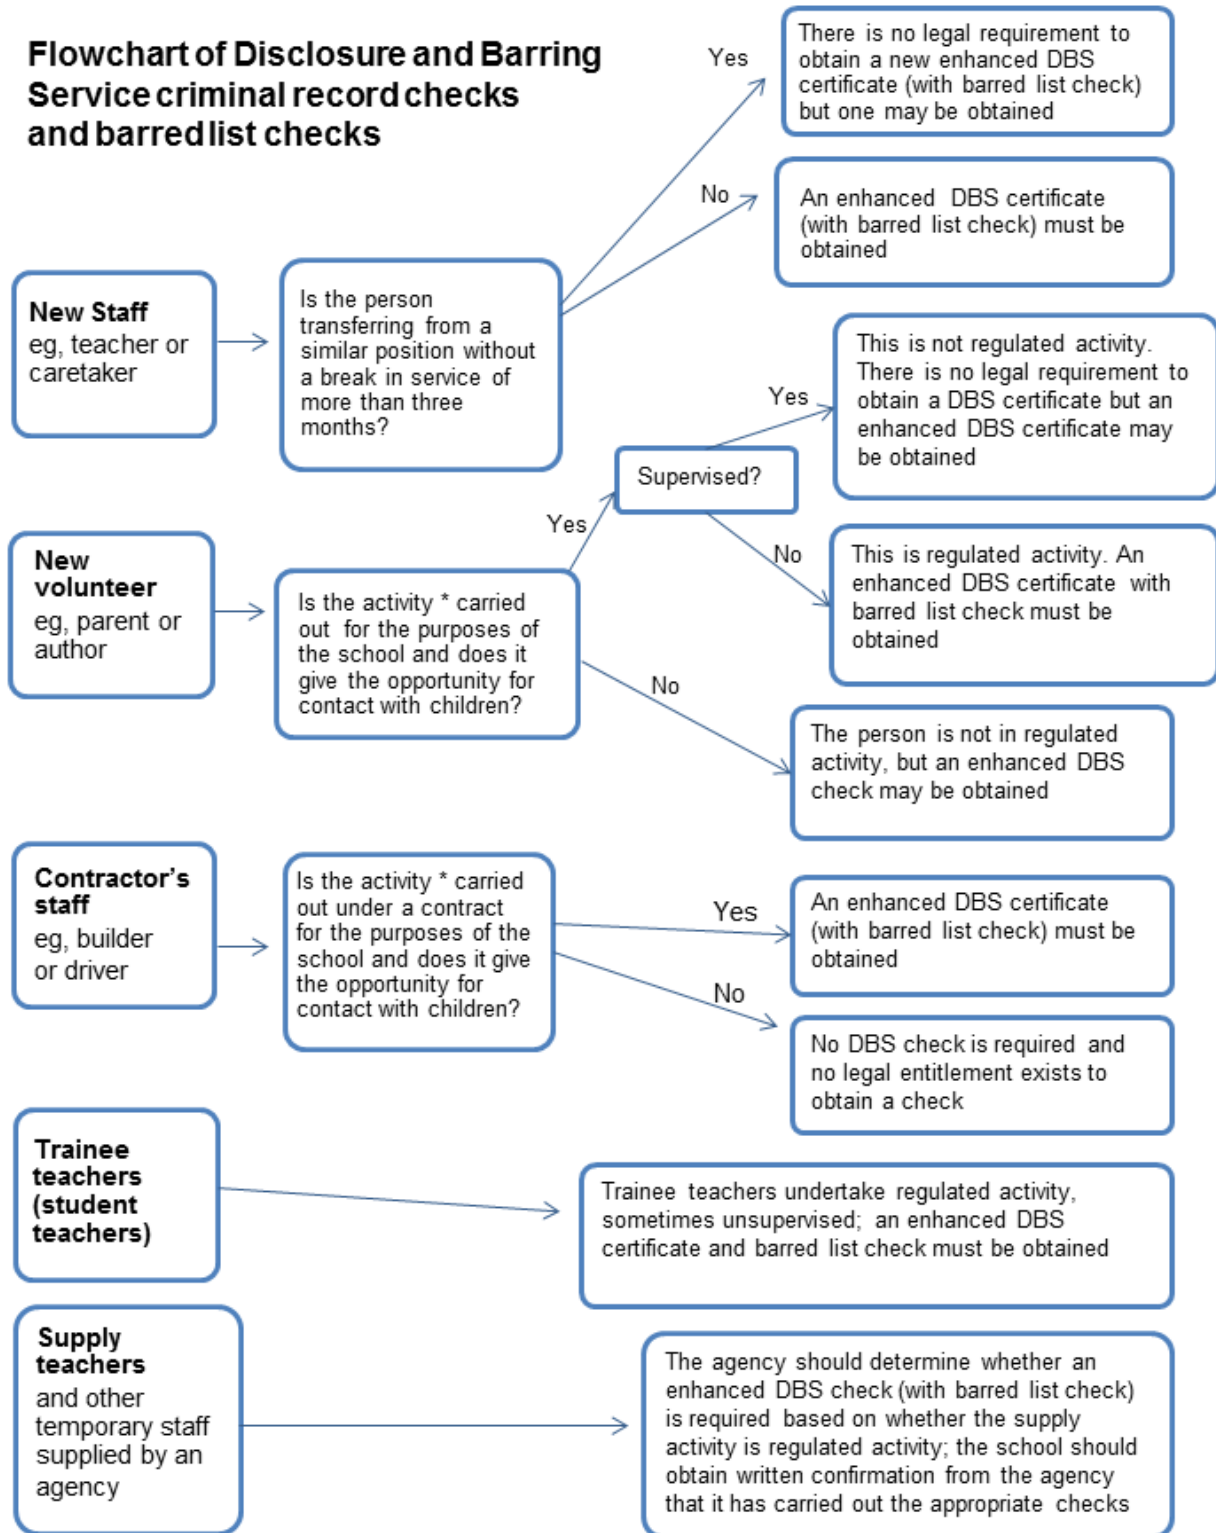 Flowchart of Disclosure and Barring
Service criminal record checks
and barred list checks
New Staff
eg, teacher or
caretaker
Is the person
transferring from a
similar position without
a break in service of
more than three
months?
Yes
There is no legal requirement to
obtain a new enhanced DBS
certificate (with barred list check)
but one may be obtained
No
An enhanced DBS certificate
(with barred list check) must be
obtained
New
volunteer
eg, parent or
author
Is the activity * carried
out for the purposes of
the school and does it
give the opportunity for
contact with children?
Yes
Supervised?
Yes
This is not regulated activity.
There is no legal requirement to
obtain a DBS certificate but an
enhanced DBS certificate may
be obtained
No
This is regulated activity. An
enhanced DBS certificate with
barred list check must be
obtained
No
The person is not in regulated
activity, but an enhanced DBS
check may be obtained
Contractor’s
staff
eg, builder
or driver
Is the activity * carried
out under a contract
for the purposes of the
school and does it give
the opportunity for
contact with children?
Yes
An enhanced DBS certificate
(with barred list check) must be
obtained
No
No DBS check is required and
no legal entitlement exists to
obtain a check
Trainee
teachers
(student
teachers)
Trainee teachers undertake regulated activity,
sometimes unsupervised; an enhanced DBS
certificate and barred list check must be obtained
Supply
teachers
and other
temporary staff
supplied by an
agency
The agency should determine whether an
enhanced DBS check (with barred list check)
is required based on whether the supply
activity is regulated activity; the school should
obtain written confirmation from the agency
that it has carried out the appropriate checks